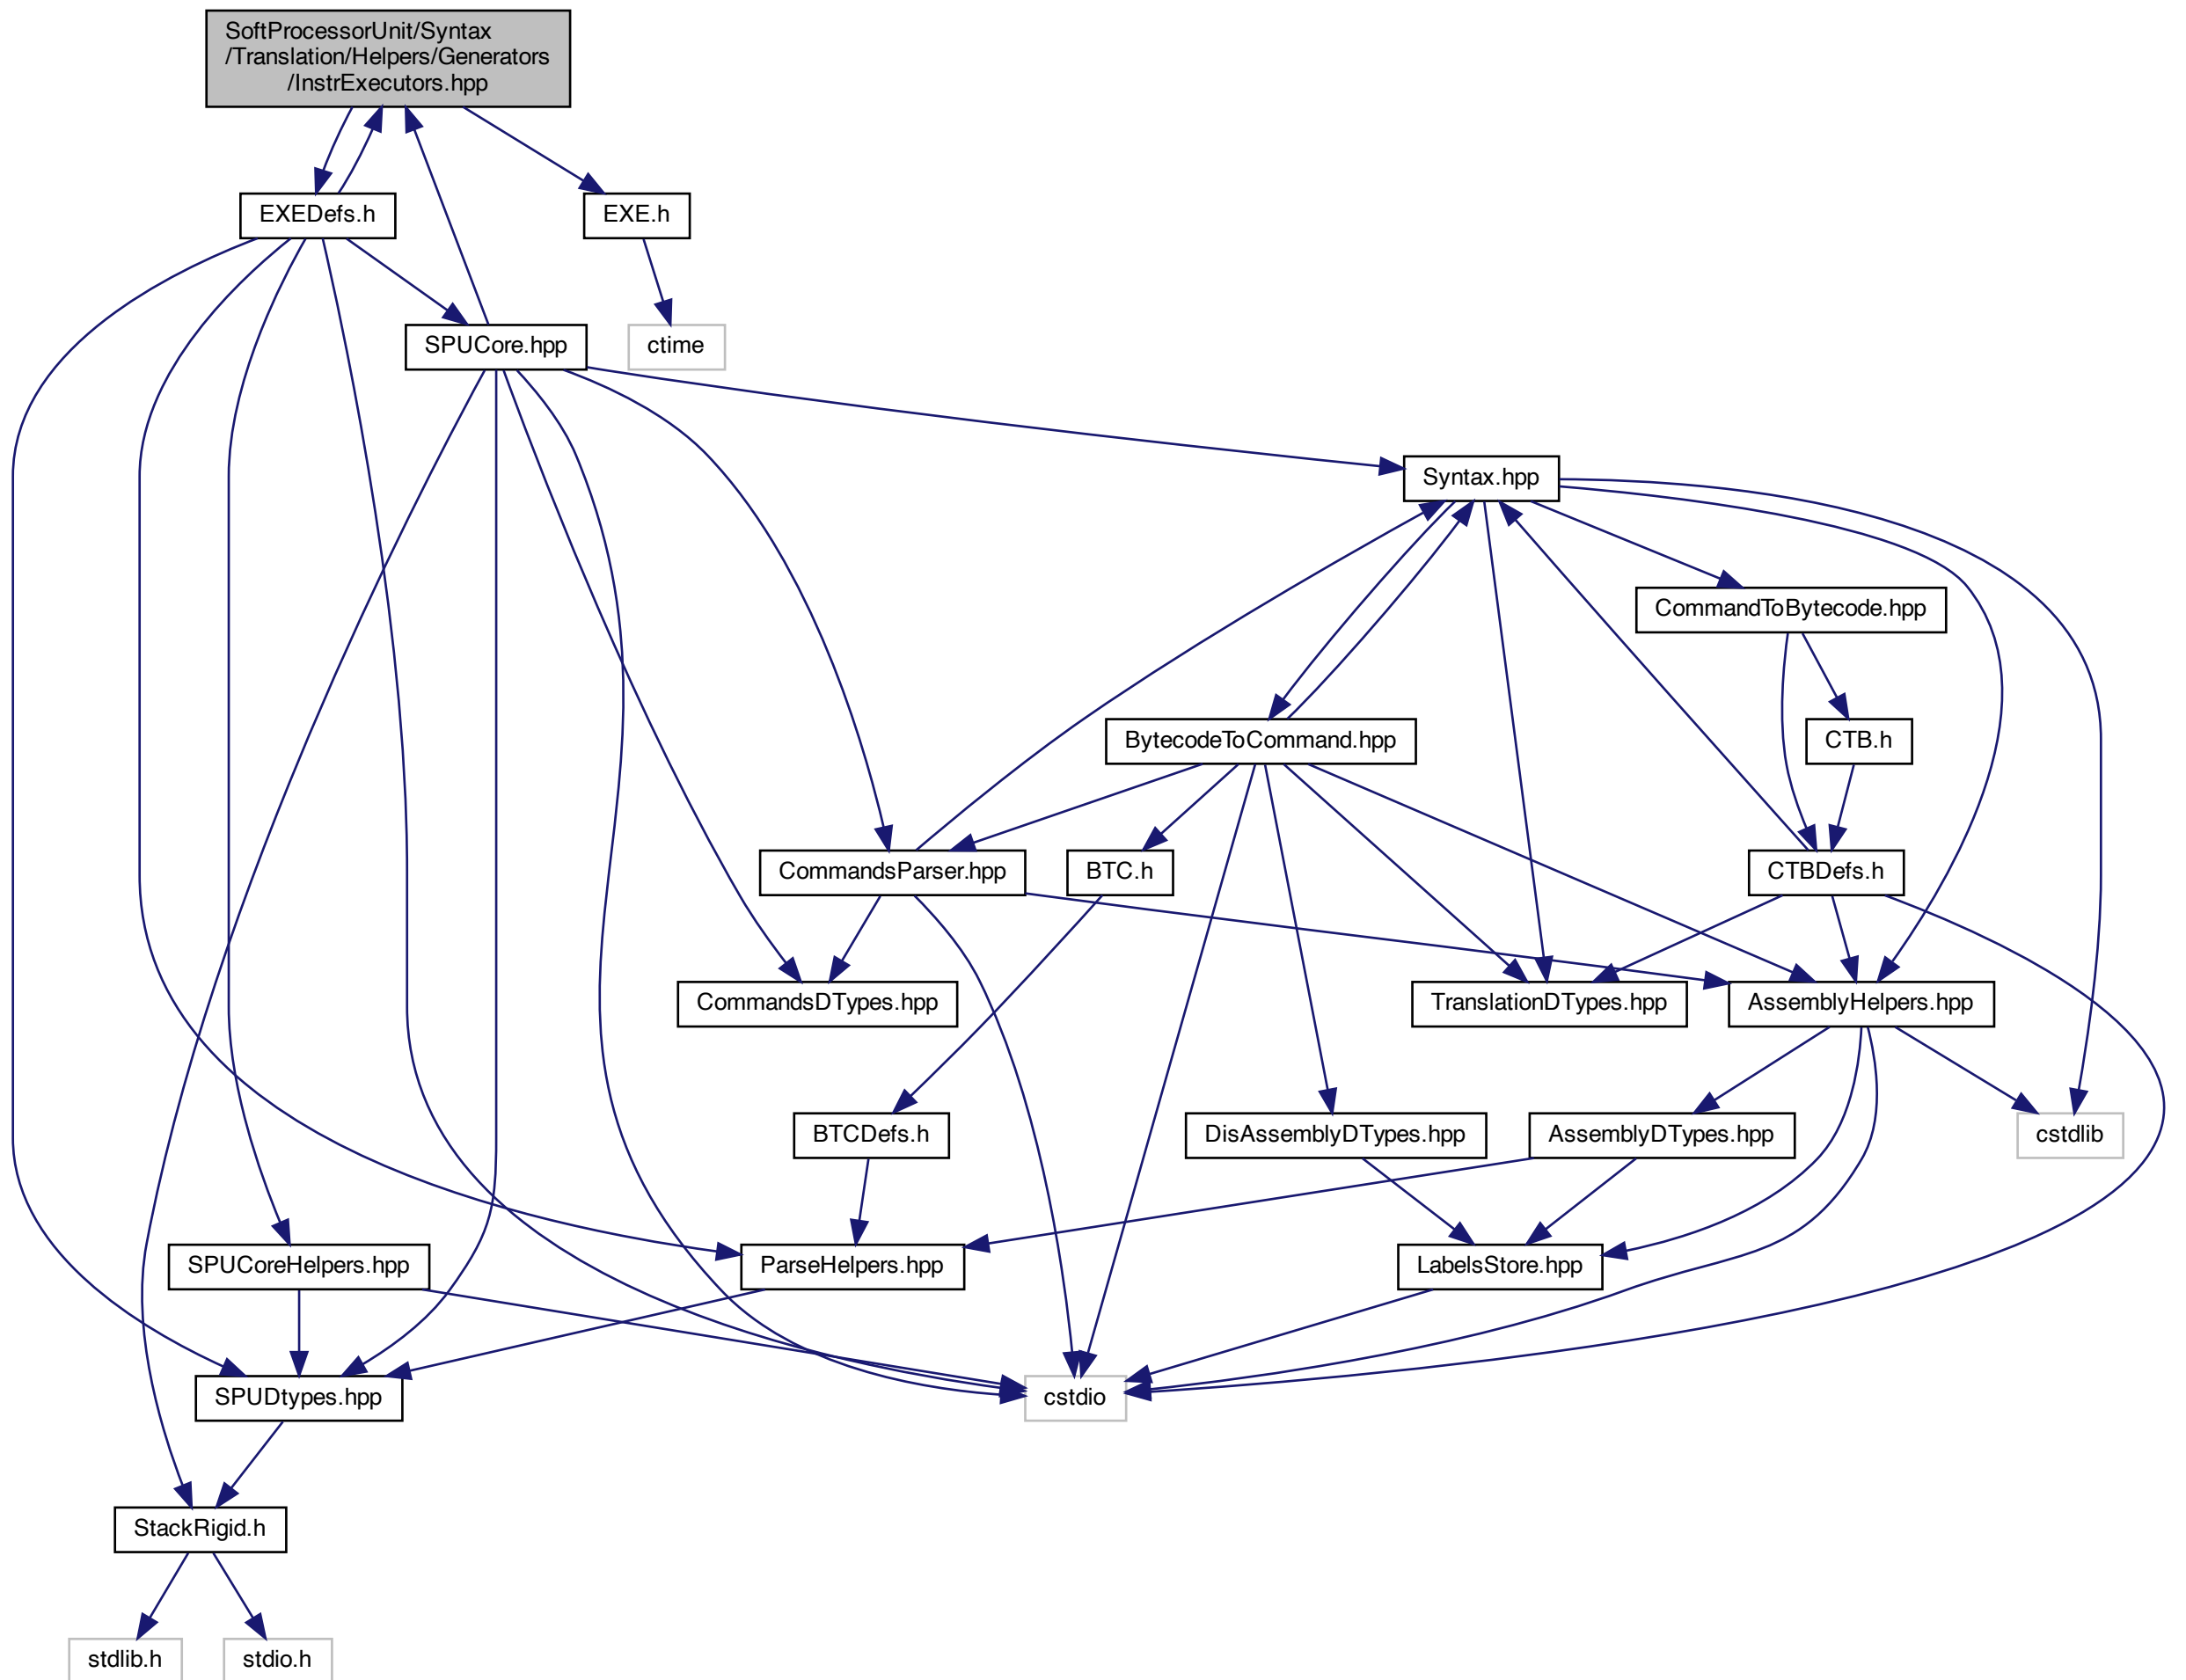 SoftProcessorUnit/Syntax
/Translation/Helpers/Generators
/InstrExecutors.hpp
EXEDefs.h
EXE.h
SPUCore.hpp
ctime
Syntax.hpp
CommandToBytecode.hpp
BytecodeToCommand.hpp
CTB.h
CommandsParser.hpp
BTC.h
CTBDefs.h
CommandsDTypes.hpp
TranslationDTypes.hpp
AssemblyHelpers.hpp
BTCDefs.h
DisAssemblyDTypes.hpp
AssemblyDTypes.hpp
cstdlib
SPUCoreHelpers.hpp
ParseHelpers.hpp
LabelsStore.hpp
SPUDtypes.hpp
cstdio
StackRigid.h
stdlib.h
stdio.h